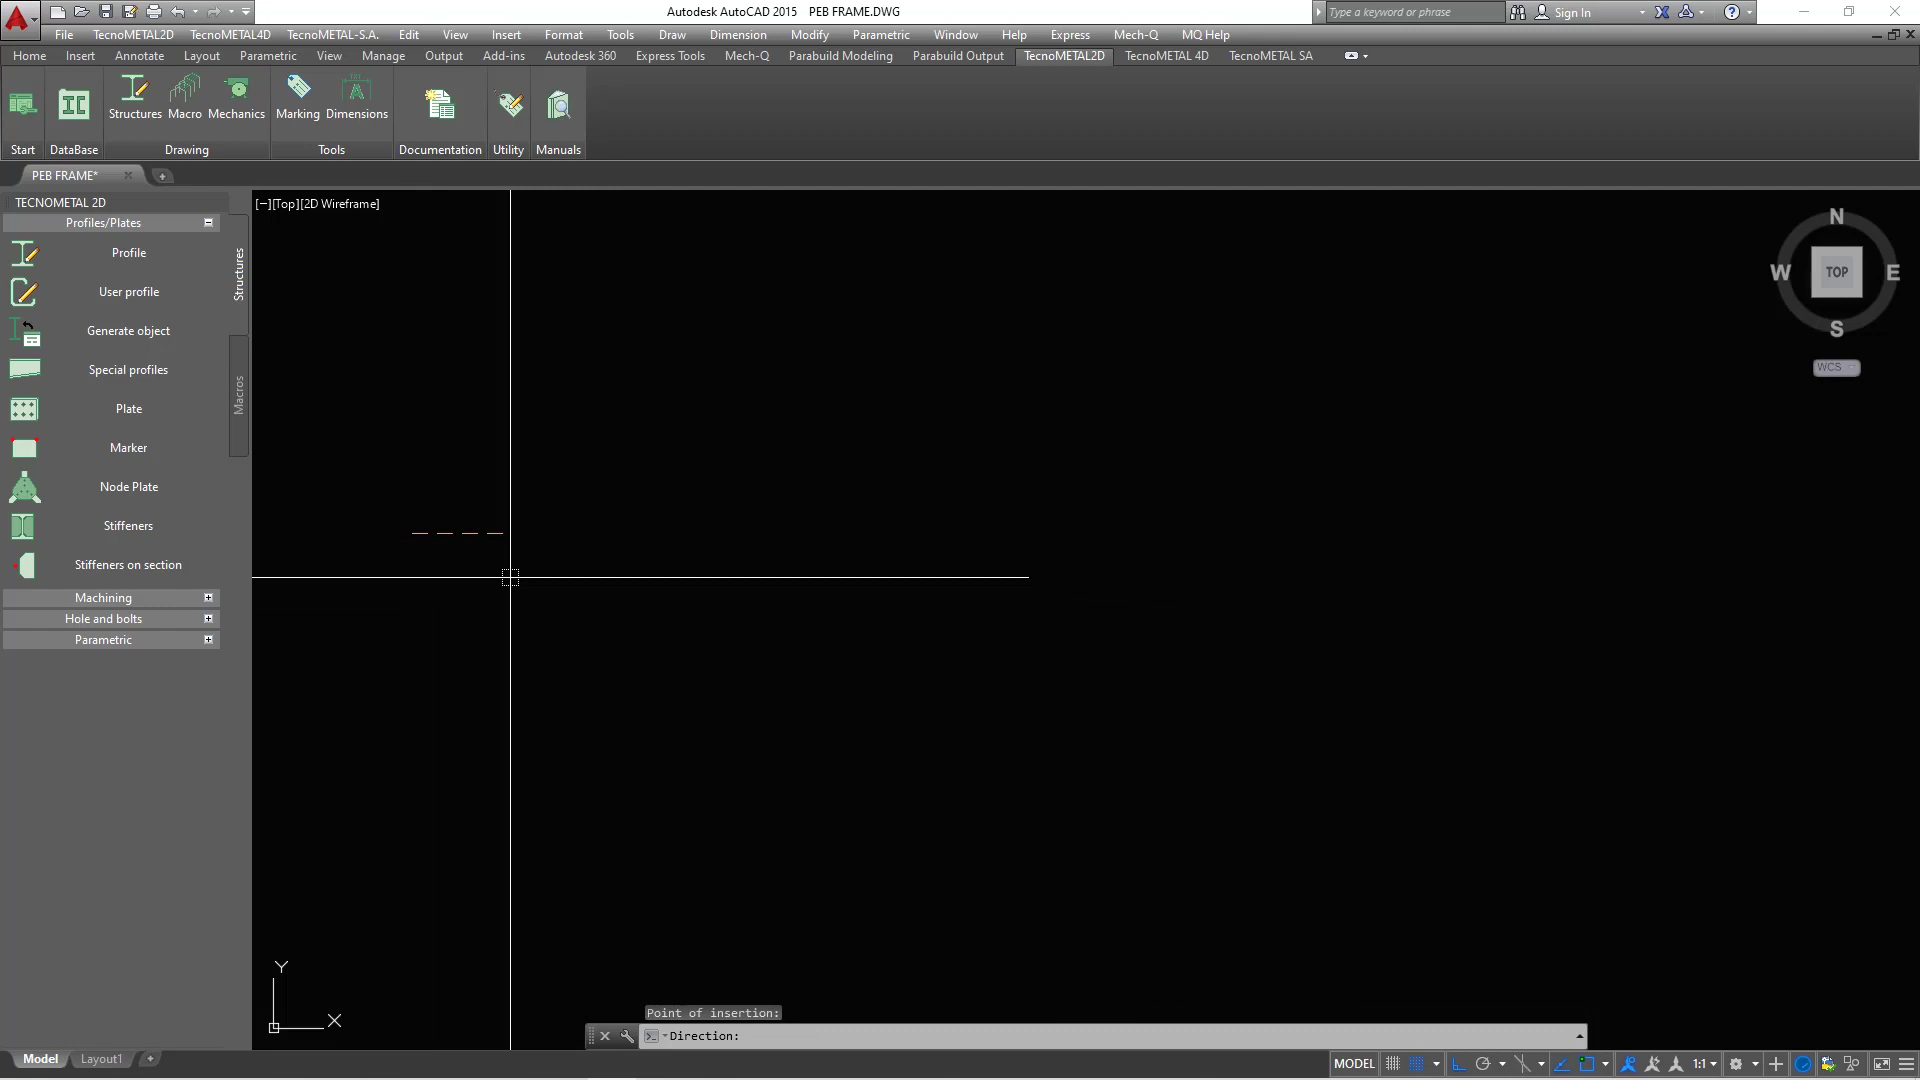 Autodesk AutoCAD 2015 PEB FRAME.DWG
Type a keyword or phrase
Sign In
File TecnoMETAL2D TecnoMETAL4D TecnoMETAL-S.A. Edit View Insert Format Tools Draw Dimension Modify Parametric Window Help Express Mech-Q MQ Help
Home Insert Annotate Layout Parametric View Manage Output Add-ins Autodesk 360 Express Tools Mech-Q Parabuild Modeling Parabuild Output TecnoMETAL2D TecnoMETAL 4D TecnoMETAL SA
Structures Macro Mechanics Marking Dimensions
Start DataBase Drawing Tools Documentation Utility Manuals
PEB FRAME*
TECNOMETAL 2D
Profiles/Plates
Profile
User profile
Generate object
Special profiles
Plate
Marker
Node Plate
Stiffeners
Stiffeners on section
Machining
Hole and bolts
Parametric
Structures
Macros
[−][Top][2D Wireframe]
N
W TOP E
S
WCS
Y
X
Point of insertion:
Direction:
Model Layout1
MODEL 1:1